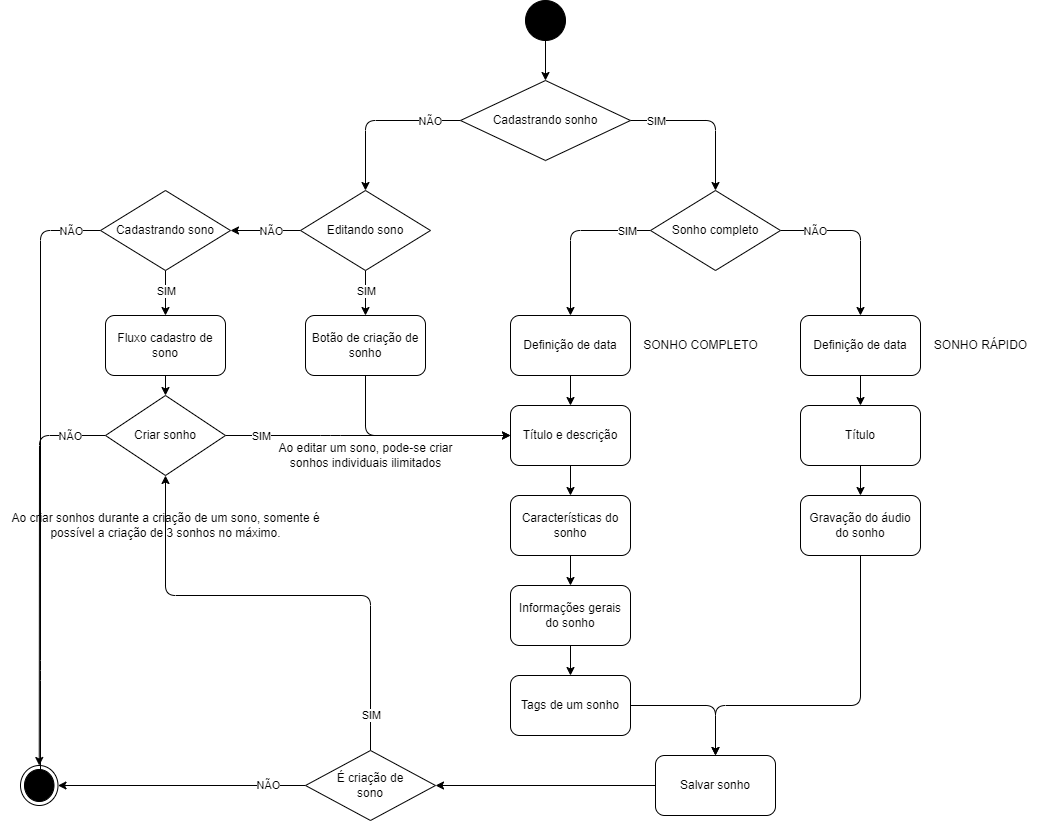 Cadastrando sonho
NÃO
SIM
Cadastrando sono
Editando sono
Sonho completo
NÃO
NÃO
SIM
NÃO
SIM
SIM
Fluxo cadastro de
sono
Botão de criação de
sonho
Definição de data
SONHO COMPLETO
Definição de data
SONHO RÁPIDO
NÃO
Criar sonho
SIM
Ao editar um sono, pode-se criar
sonhos individuais ilimitados
Título e descrição
Título
Ao criar sonhos durante a criação de um sono, somente é
possível a criação de 3 sonhos no máximo.
Características do
sonho
Gravação do áudio
do sonho
Informações gerais
do sonho
Tags de um sonho
SIM
NÃO
É criação de
sono
Salvar sonho